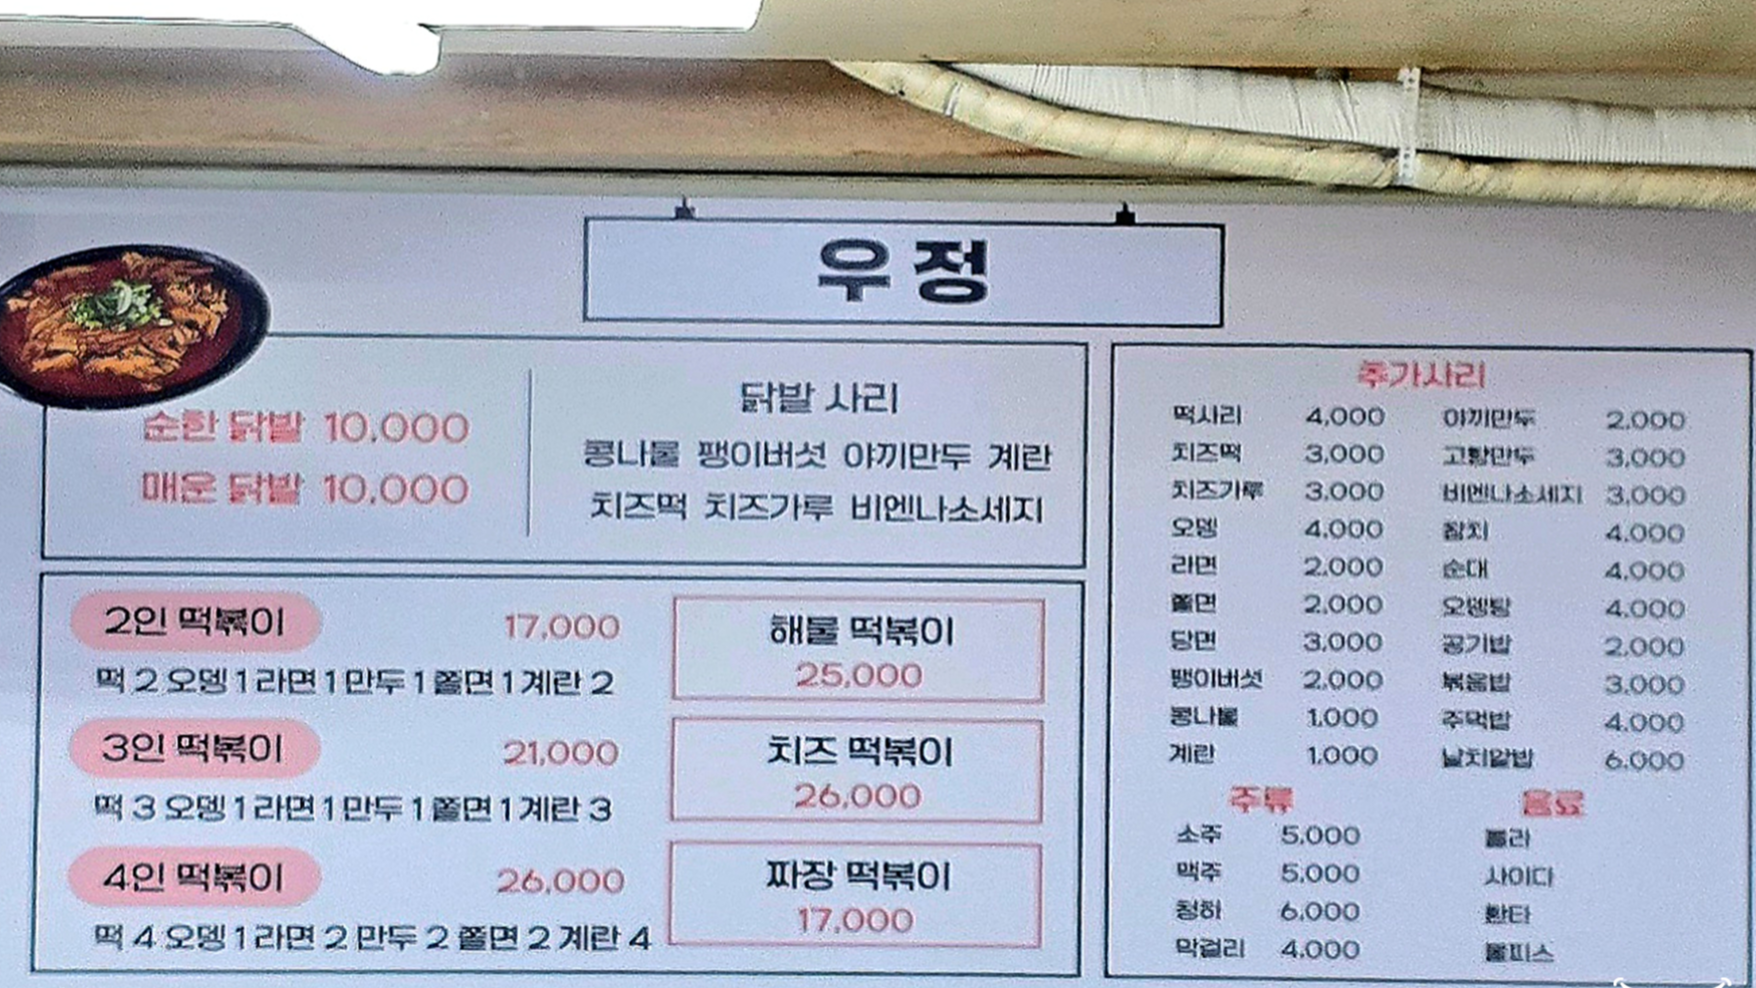 우정
순한 닭발 10,000
매운 닭발 10,000
닭발 사리
콩나물 팽이버섯 야끼만두 계란
치즈떡 치즈가루 비엔나소세지
2인 떡볶이 17,000
떡 2 오뎅 1 라면 1 만두 1 쫄면 1 계란 2
3인 떡볶이 21,000
떡 3 오뎅 1 라면 1 만두 1 쫄면 1 계란 3
4인 떡볶이 26,000
떡 4 오뎅 1 라면 2 만두 2 쫄면 2 계란 4
해물 떡볶이
25,000
치즈 떡볶이
26,000
짜장 떡볶이
17,000
추가사리
떡사리 4,000 야끼만두 2,000
치즈떡 3,000 고향만두 3,000
치즈가루 3,000 비엔나소세지 3,000
오뎅 4,000 참치 4,000
라면 2,000 순대 4,000
쫄면 2,000 오뎅탕 4,000
당면 3,000 공기밥 2,000
팽이버섯 2,000 볶음밥 3,000
콩나물 1,000 주먹밥 4,000
계란 1,000 날치알밥 6,000
주류 음료
소주 5,000 콜라
맥주 5,000 사이다
청하 6,000 환타
막걸리 4,000 쿨피스